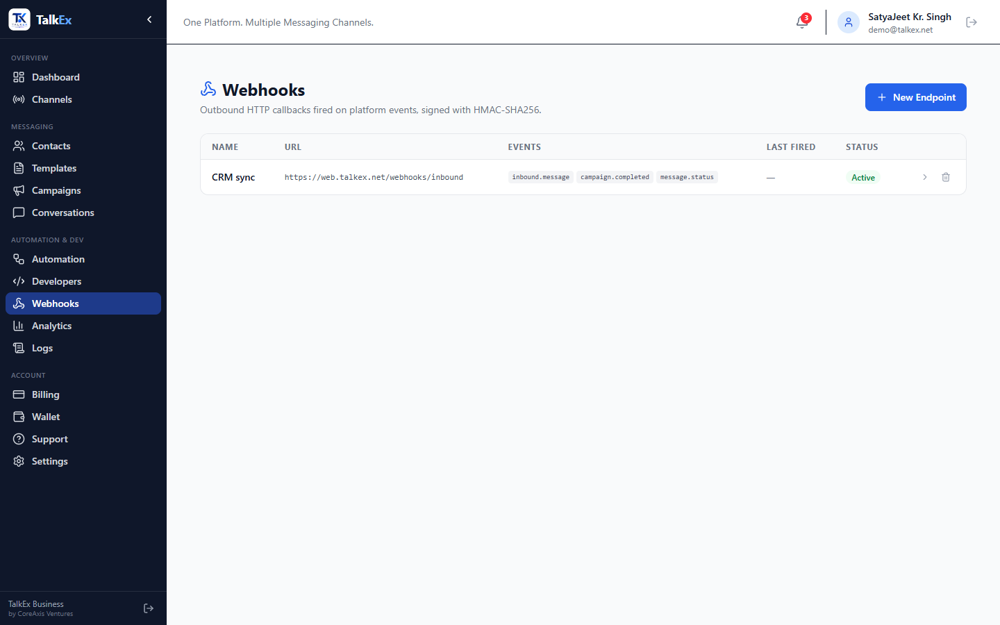 TalkEx
One Platform. Multiple Messaging Channels.
3
SatyaJeet Kr. Singh
demo@talkex.net
OVERVIEW
Dashboard
Channels
MESSAGING
Contacts
Templates
Campaigns
Conversations
AUTOMATION & DEV
Automation
Developers
Webhooks
Analytics
Logs
ACCOUNT
Billing
Wallet
Support
Settings
TalkEx Business
by CoreAxis Ventures
Webhooks
Outbound HTTP callbacks fired on platform events, signed with HMAC-SHA256.
New Endpoint
NAME URL EVENTS LAST FIRED STATUS
CRM sync https://web.talkex.net/webhooks/inbound inbound.message campaign.completed message.status — Active